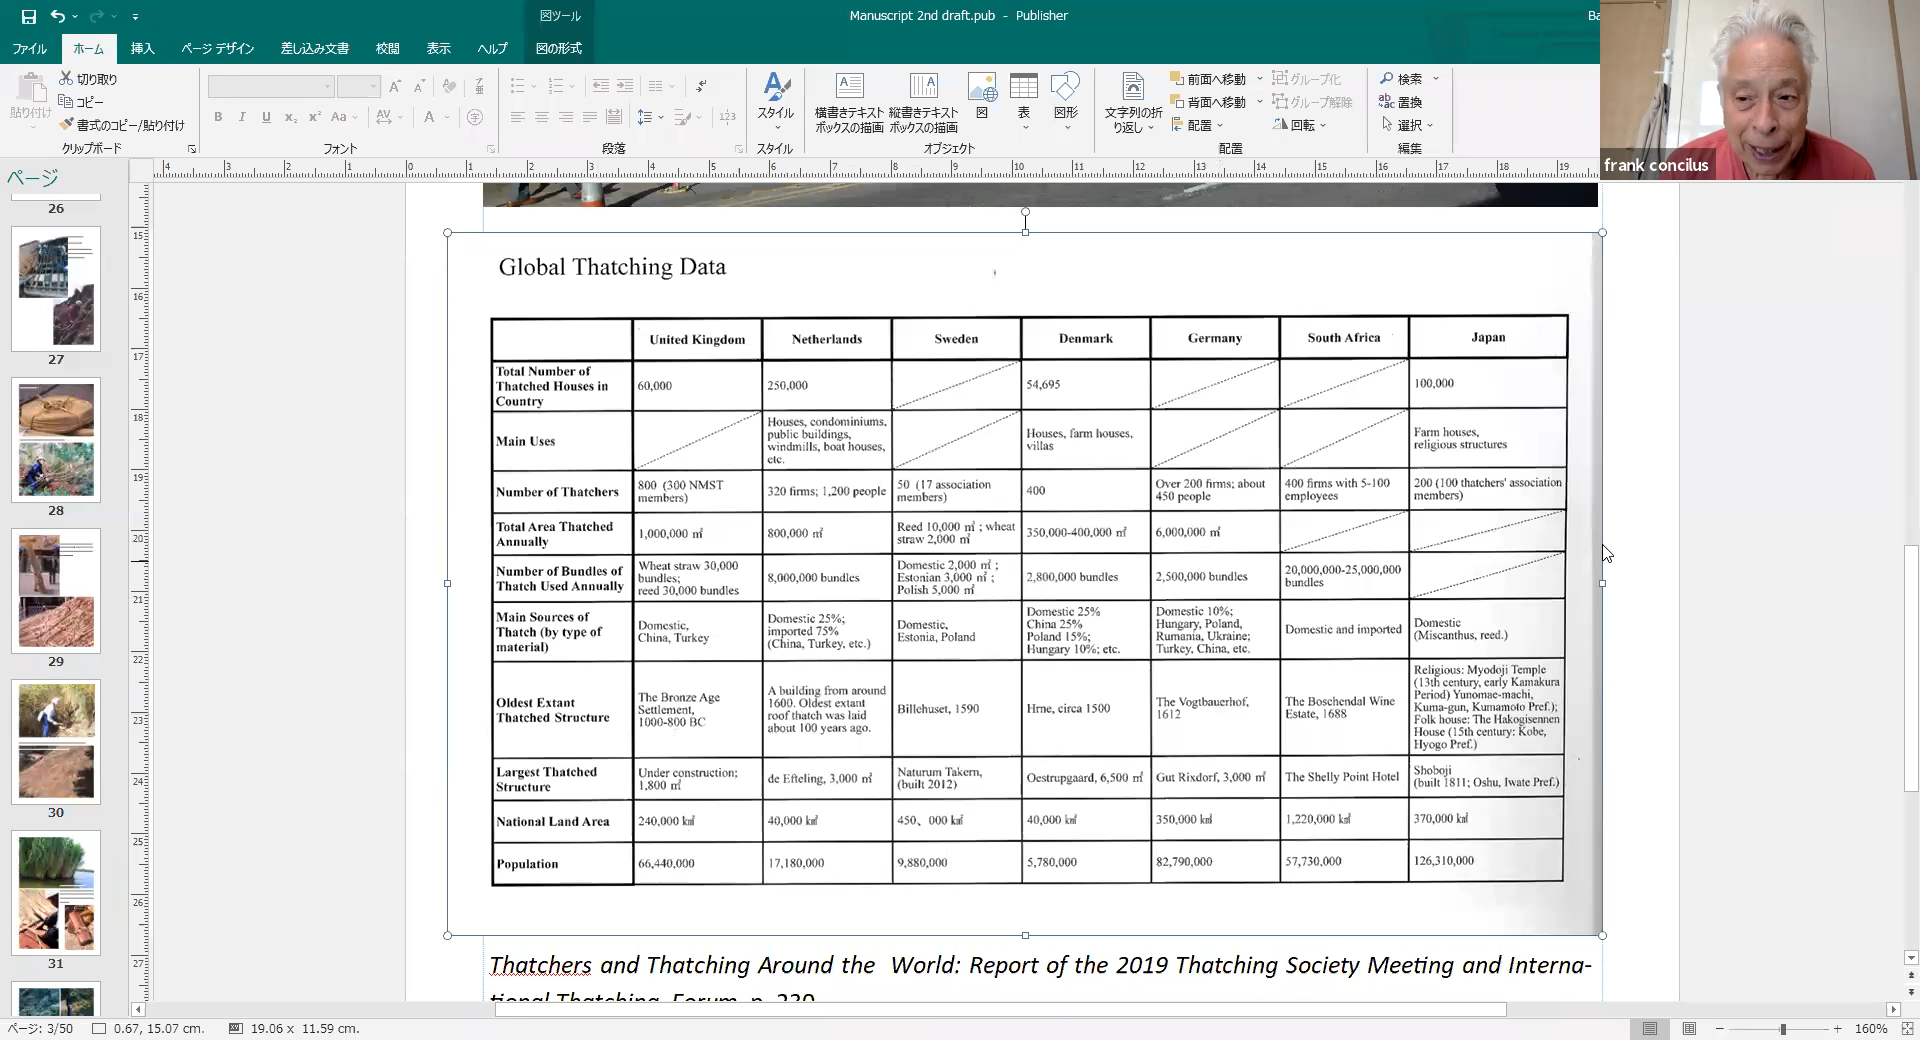 図ツール
Manuscript 2nd draft.pub - Publisher
Ba
ファイル
ホーム
挿入
ページ デザイン
差し込み文書
校閲
表示
ヘルプ
図の形式
貼り付け
切り取り
コピー
書式のコピー/貼り付け
クリップボード
フォント
段落
スタイル
スタイル
横書きテキスト
ボックスの描画
縦書きテキスト
ボックスの描画
図
表
図形
オブジェクト
文字列の折
り返し
前面へ移動
背面へ移動
配置
グループ化
グループ解除
回転
配置
検索
置換
選択
編集
frank concilus
ページ
26
27
28
29
30
31
Global Thatching Data
United Kingdom
Netherlands
Sweden
Denmark
Germany
South Africa
Japan
Total Number of
Thatched Houses in
Country
60,000
250,000
54,695
100,000
Main Uses
Houses, condominiums,
public buildings,
windmills, boat houses,
etc.
Houses, farm houses,
villas
Farm houses,
religious structures
Number of Thatchers
800 (300 NMST
members)
320 firms; 1,200 people
50 (17 association
members)
400
Over 200 firms; about
450 people
400 firms with 5-100
employees
200 (100 thatchers' association
members)
Total Area Thatched
Annually
1,000,000 ㎡
800,000 ㎡
Reed 10,000 ㎡ ; wheat
straw 2,000 ㎡
350,000-400,000 ㎡
6,000,000 ㎡
Number of Bundles of
Thatch Used Annually
Wheat straw 30,000
bundles;
reed 30,000 bundles
8,000,000 bundles
Domestic 2,000 ㎡ ;
Estonian 3,000 ㎡ ;
Polish 5,000 ㎡
2,800,000 bundles
2,500,000 bundles
20,000,000-25,000,000
bundles
Main Sources of
Thatch (by type of
material)
Domestic,
China, Turkey
Domestic 25%;
imported 75%
(China, Turkey, etc.)
Domestic,
Estonia, Poland
Domestic 25%
China 25%
Poland 15%;
Hungary 10%; etc.
Domestic 10%;
Hungary, Poland,
Rumania, Ukraine;
Turkey, China, etc.
Domestic and imported
Domestic
(Miscanthus, reed.)
Oldest Extant
Thatched Structure
The Bronze Age
Settlement,
1000-800 BC
A building from around
1600. Oldest extant
roof thatch was laid
about 100 years ago.
Billehuset, 1590
Hrne, circa 1500
The Vogtbauerhof,
1612
The Boschendal Wine
Estate, 1688
Religious: Myodoji Temple
(13th century, early Kamakura
Period) Yunomae-machi,
Kuma-gun, Kumamoto Pref.);
Folk house: The Hakogisennen
House (15th century: Kobe,
Hyogo Pref.)
Largest Thatched
Structure
Under construction;
1,800 ㎡
de Efteling, 3,000 ㎡
Naturum Takern,
(built 2012)
Oestrupgaard, 6,500 ㎡
Gut Rixdorf, 3,000 ㎡
The Shelly Point Hotel
Shoboji
(built 1811; Oshu, Iwate Pref.)
National Land Area
240,000 ㎢
40,000 ㎢
450、000 ㎢
40,000 ㎢
350,000 ㎢
1,220,000 ㎢
370,000 ㎢
Population
66,440,000
17,180,000
9,880,000
5,780,000
82,790,000
57,730,000
126,310,000
Thatchers and Thatching Around the World: Report of the 2019 Thatching Society Meeting and Interna-
tional Thatching Forum, p. 230
ページ: 3/50
0.67, 15.07 cm.
19.06 x 11.59 cm.
160%